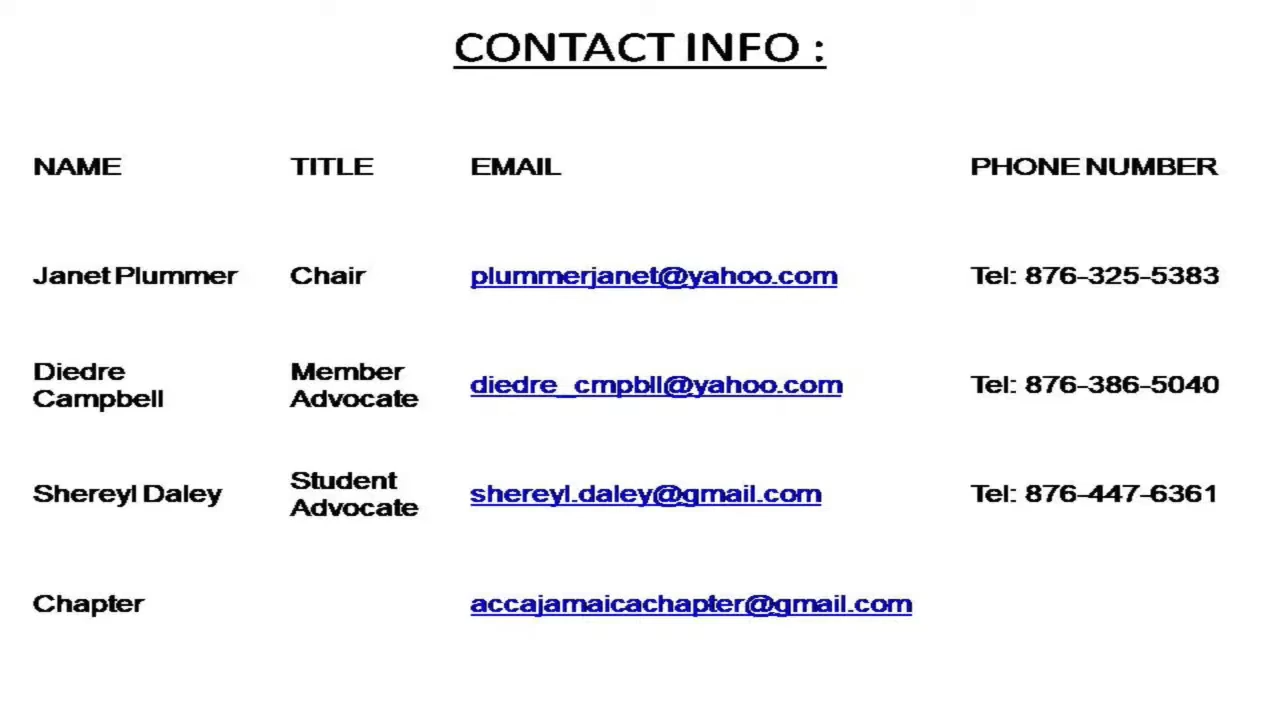 CONTACT INFO :
NAME TITLE EMAIL PHONE NUMBER
Janet Plummer Chair plummerjanet@yahoo.com Tel: 876-325-5383
Diedre Campbell Member Advocate diedre_cmpbll@yahoo.com Tel: 876-386-5040
Shereyl Daley Student Advocate shereyl.daley@gmail.com Tel: 876-447-6361
Chapter accajamaicachapter@gmail.com